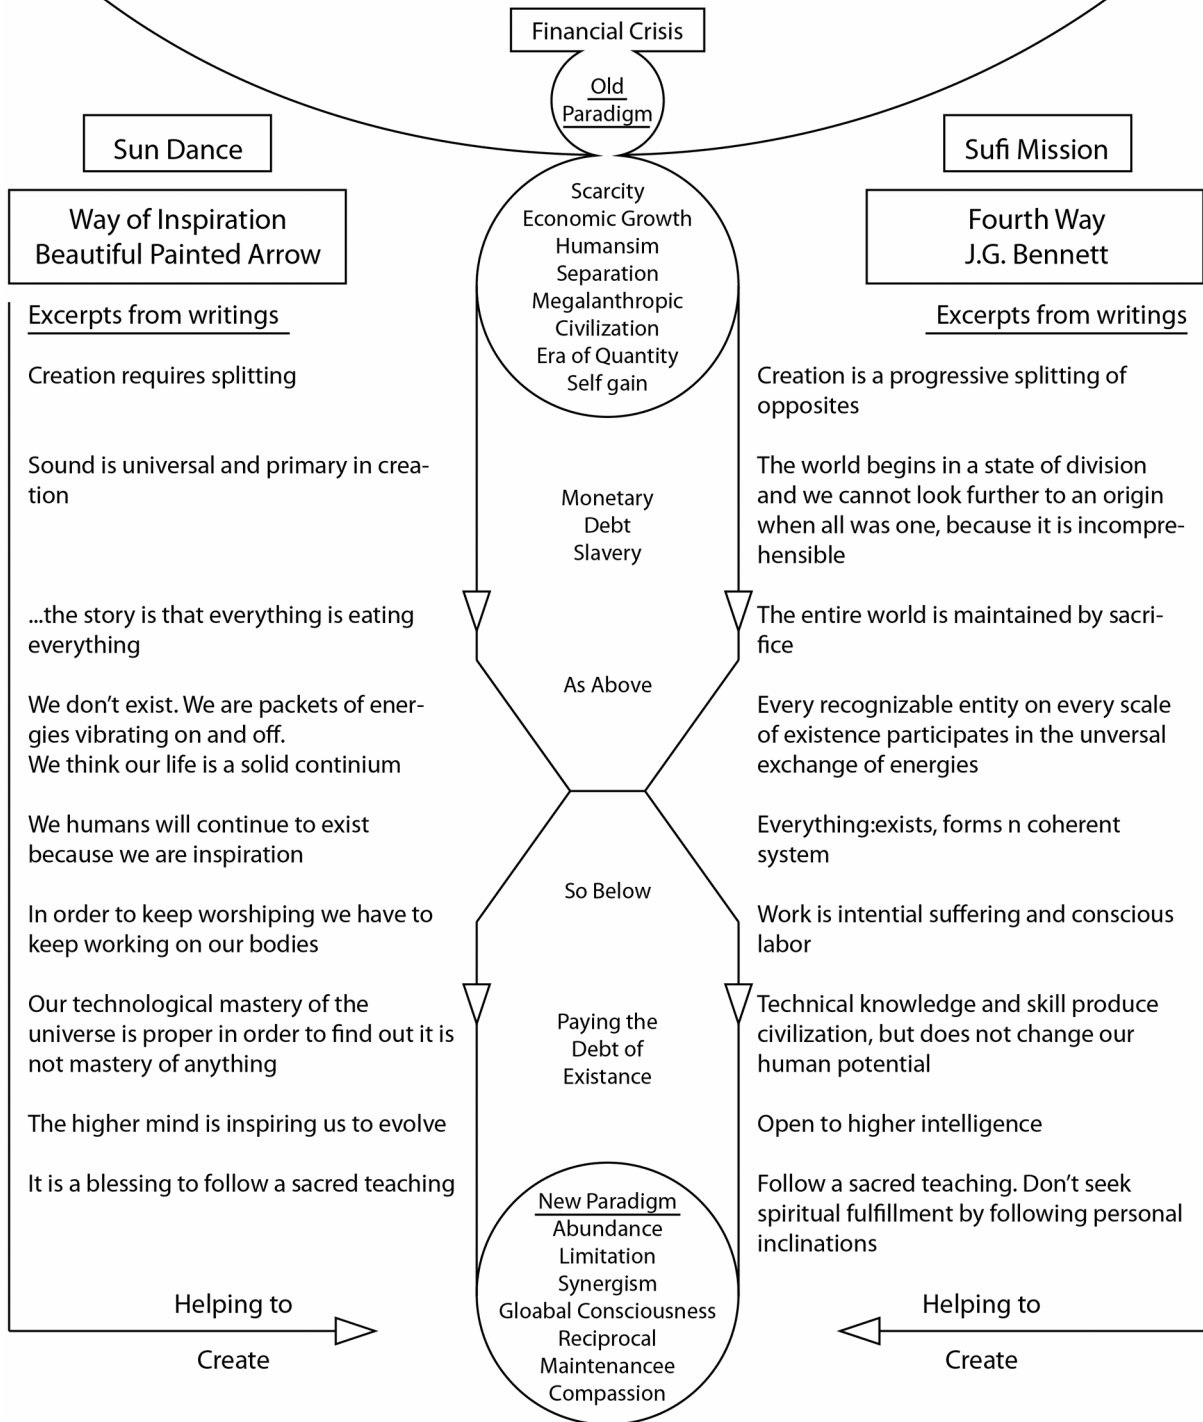 Financial Crisis
Old
Paradigm
Scarcity
Economic Growth
Humansim
Separation
Megalanthropic
Civilization
Era of Quantity
Self gain
Sun Dance
Way of Inspiration
Beautiful Painted Arrow
Excerpts from writings
Creation requires splitting
Sound is universal and primary in crea-
tion
...the story is that everything is eating
everything
We don't exist. We are packets of ener-
gies vibrating on and off.
We think our life is a solid continium
We humans will continue to exist
because we are inspiration
In order to keep worshiping we have to
keep working on our bodies
Our technological mastery of the
universe is proper in order to find out it is
not mastery of anything
The higher mind is inspiring us to evolve
It is a blessing to follow a sacred teaching
Helping to
Create
Monetary
Debt
Slavery
As Above
So Below
Paying the
Debt of
Existance
New Paradigm
Abundance
Limitation
Synergism
Gloabal Consciousness
Reciprocal
Maintenancee
Compassion
Sufi Mission
Fourth Way
J.G. Bennett
Excerpts from writings
Creation is a progressive splitting of
opposites
The world begins in a state of division
and we cannot look further to an origin
when all was one, because it is incompre-
hensible
The entire world is maintained by sacri-
fice
Every recognizable entity on every scale
of existence participates in the unversal
exchange of energies
Everything:exists, forms n coherent
system
Work is intential suffering and conscious
labor
Technical knowledge and skill produce
civilization, but does not change our
human potential
Open to higher intelligence
Follow a sacred teaching. Don't seek
spiritual fulfillment by following personal
inclinations
Helping to
Create